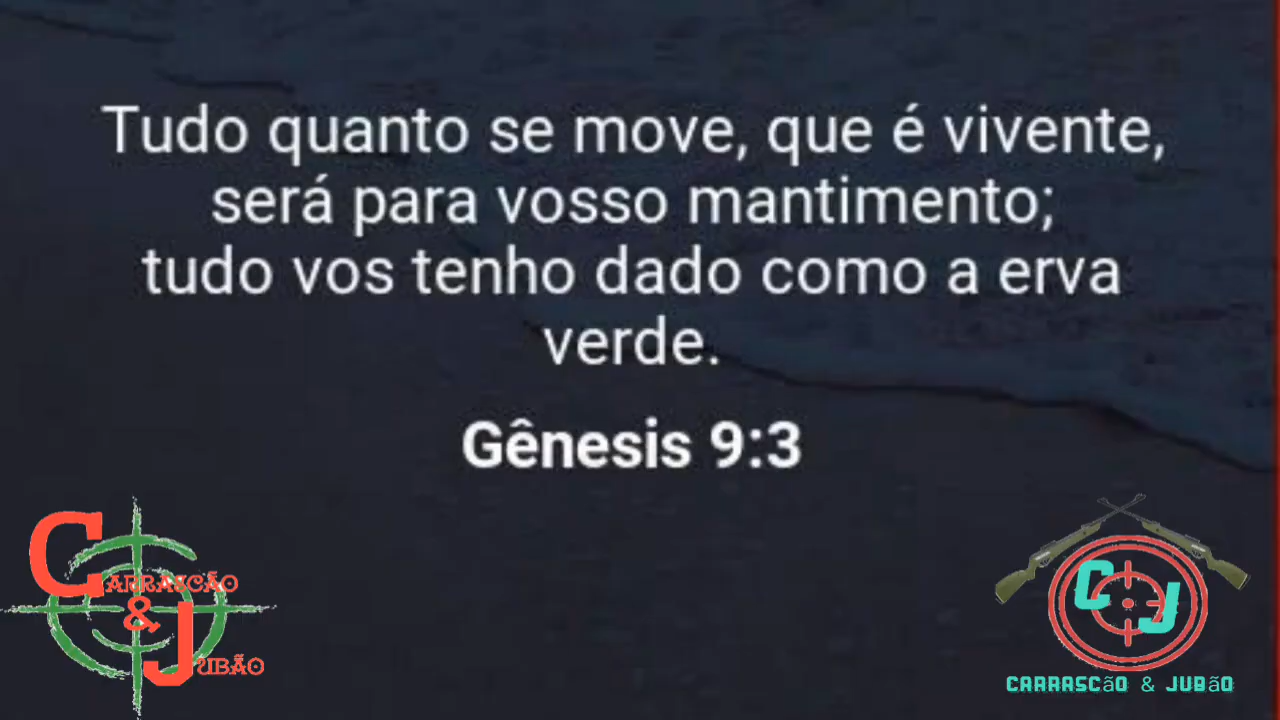 Tudo quanto se move, que é vivente,
será para vosso mantimento;
tudo vos tenho dado como a erva
verde.
Gênesis 9:3
CARRASCÃO
&
JUBÃO
CJ
CARRASCãO & JUBãO